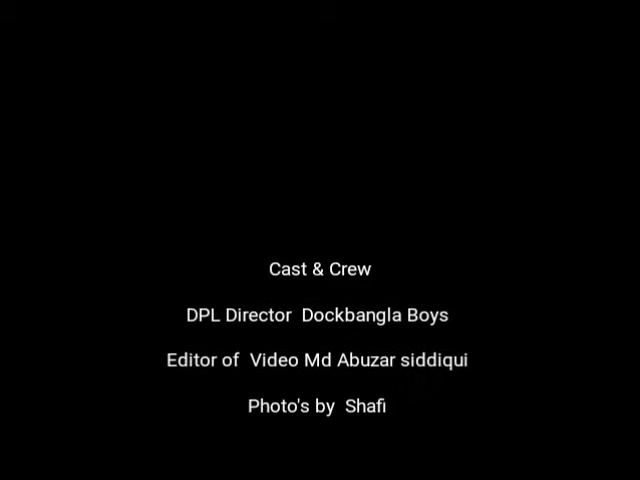 Cast & Crew
DPL Director  Dockbangla Boys
Editor of  Video Md Abuzar siddiqui
Photo's by  Shafi